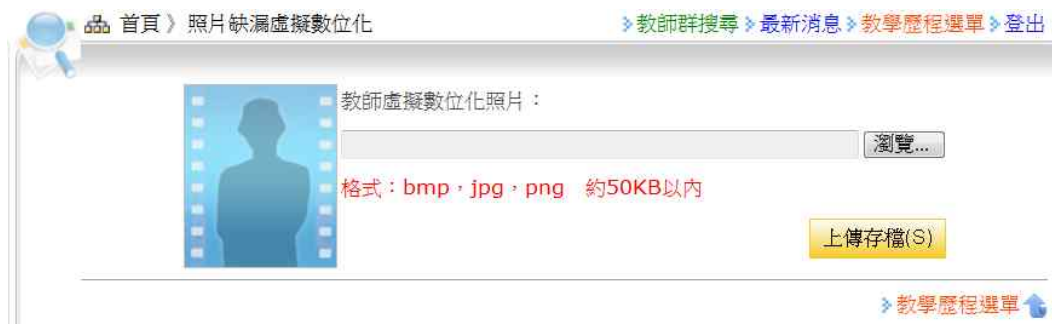 首頁 》 照片缺漏虛擬數位化 教師群搜尋 最新消息 教學歷程選單 登出
教師虛擬數位化照片：
瀏覽...
格式：bmp，jpg，png 約50KB以內
上傳存檔(S)
教學歷程選單